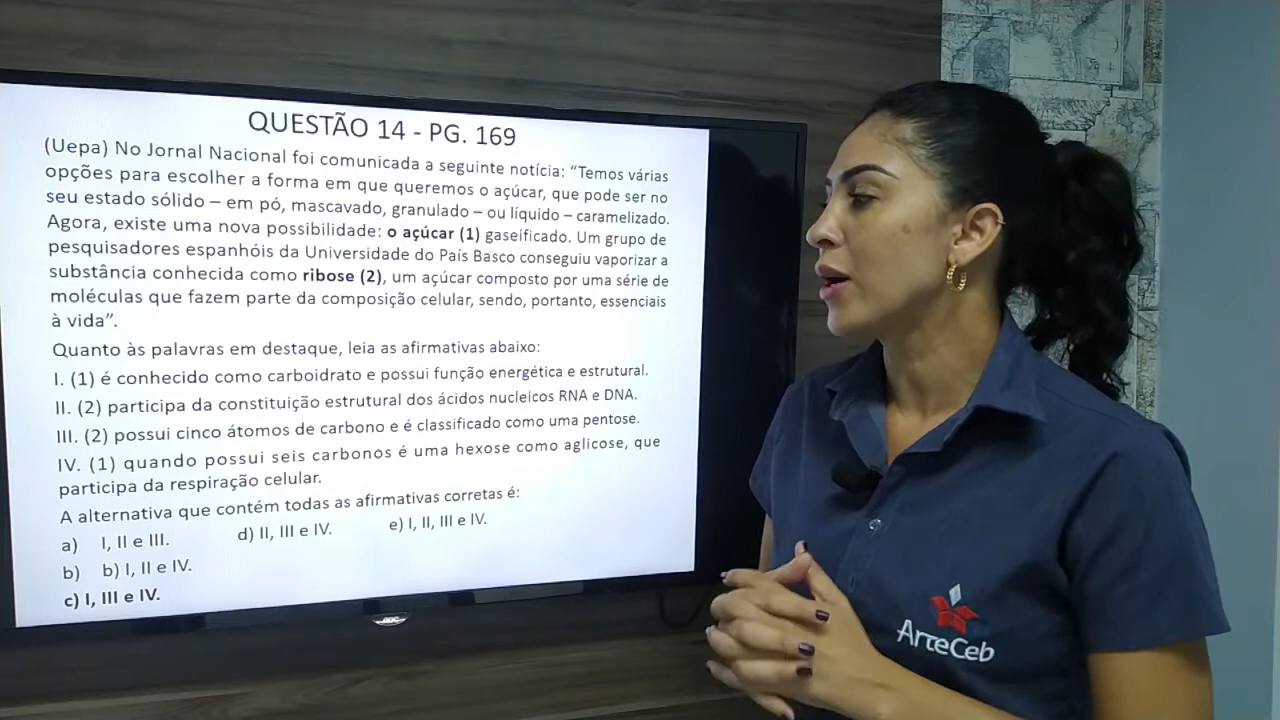 QUESTÃO 14 - PG. 169
(Uepa) No Jornal Nacional foi comunicada a seguinte notícia: “Temos várias
opções para escolher a forma em que queremos o açúcar, que pode ser no
seu estado sólido – em pó, mascavado, granulado – ou líquido – caramelizado.
Agora, existe uma nova possibilidade: o açúcar (1) gaseificado. Um grupo de
pesquisadores espanhóis da Universidade do País Basco conseguiu vaporizar a
substância conhecida como ribose (2), um açúcar composto por uma série de
moléculas que fazem parte da composição celular, sendo, portanto, essenciais
à vida”.
Quanto às palavras em destaque, leia as afirmativas abaixo:
I. (1) é conhecido como carboidrato e possui função energética e estrutural.
II. (2) participa da constituição estrutural dos ácidos nucleicos RNA e DNA.
III. (2) possui cinco átomos de carbono e é classificado como uma pentose.
IV. (1) quando possui seis carbonos é uma hexose como aglicose, que
participa da respiração celular.
A alternativa que contém todas as afirmativas corretas é:
a) I, II e III. d) II, III e IV. e) I, II, III e IV.
b) b) I, II e IV.
c) I, III e IV.
AOC
ArteCeb